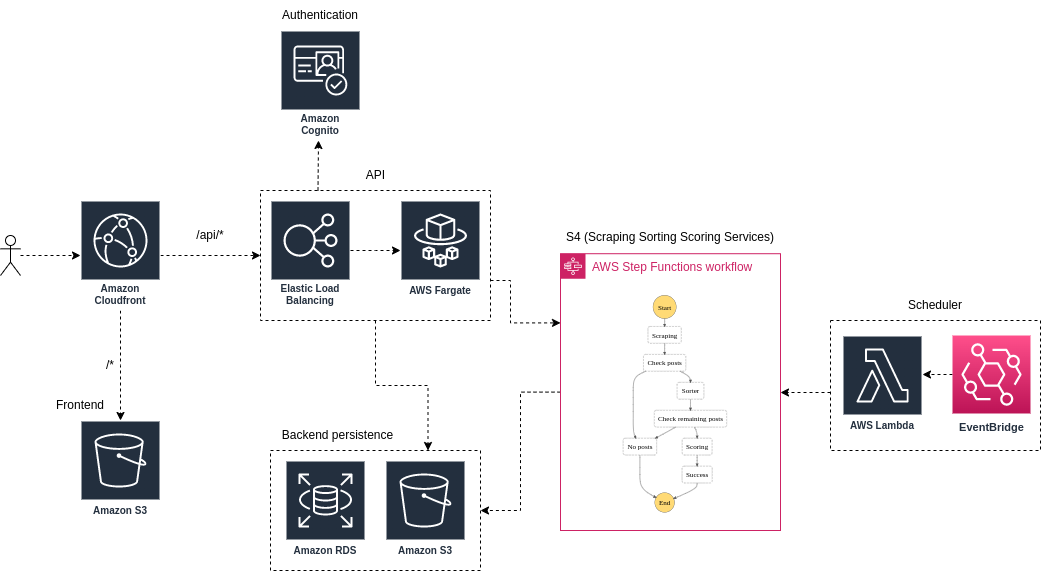 Authentication
Amazon
Cognito
API
/api/*
Elastic Load
Balancing
AWS Fargate
Amazon
Cloudfront
/*
Frontend
Amazon S3
Backend persistence
Amazon RDS
Amazon S3
S4 (Scraping Sorting Scoring Services)
AWS Step Functions workflow
Start
Scraping
Check posts
Sorter
Check remaining posts
No posts
Scoring
Success
End
Scheduler
AWS Lambda
EventBridge